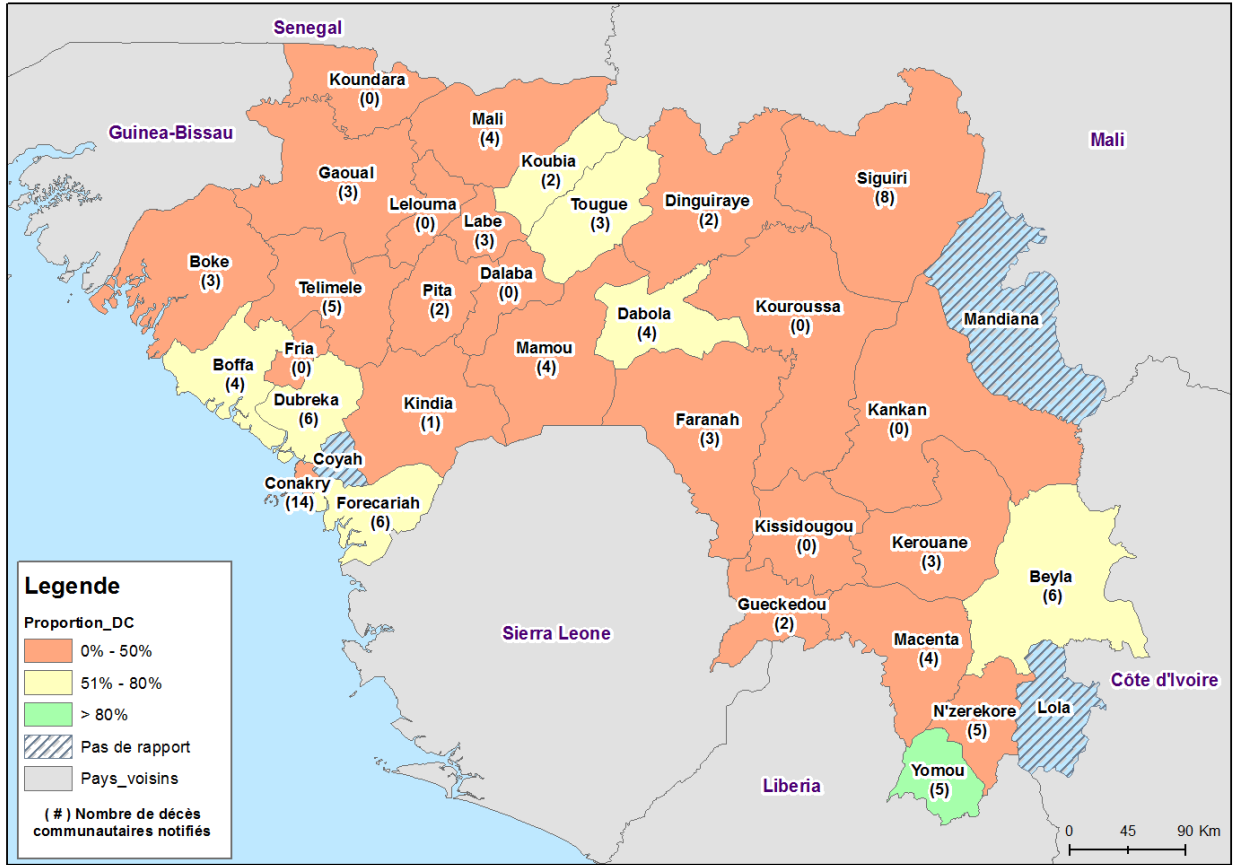 Senegal
Koundara
(0)
Guinea-Bissau
Mali
(4)
Mali
Koubia
(2)
Gaoual
(3)
Siguiri
(8)
Lelouma
(0)
Tougue
(3)
Dinguiraye
(2)
Labe
(3)
Boke
(3)
Telimele
(5)
Pita
(2)
Dalaba
(0)
Dabola
(4)
Kouroussa
(0)
Mandiana
Fria
(0)
Mamou
(4)
Boffa
(4)
Dubreka
(6)
Kindia
(1)
Faranah
(3)
Kankan
(0)
Coyah
Conakry
(14)
Forecariah
(6)
Kissidougou
(0)
Kerouane
(3)
Beyla
(6)
Gueckedou
(2)
Sierra Leone
Macenta
(4)
Côte d'Ivoire
N'zerekore
(5)
Lola
Yomou
(5)
Liberia
Legende
Proportion_DC
0% - 50%
51% - 80%
> 80%
Pas de rapport
Pays_voisins
( # ) Nombre de décès
communautaires notifiés
0 45 90 Km